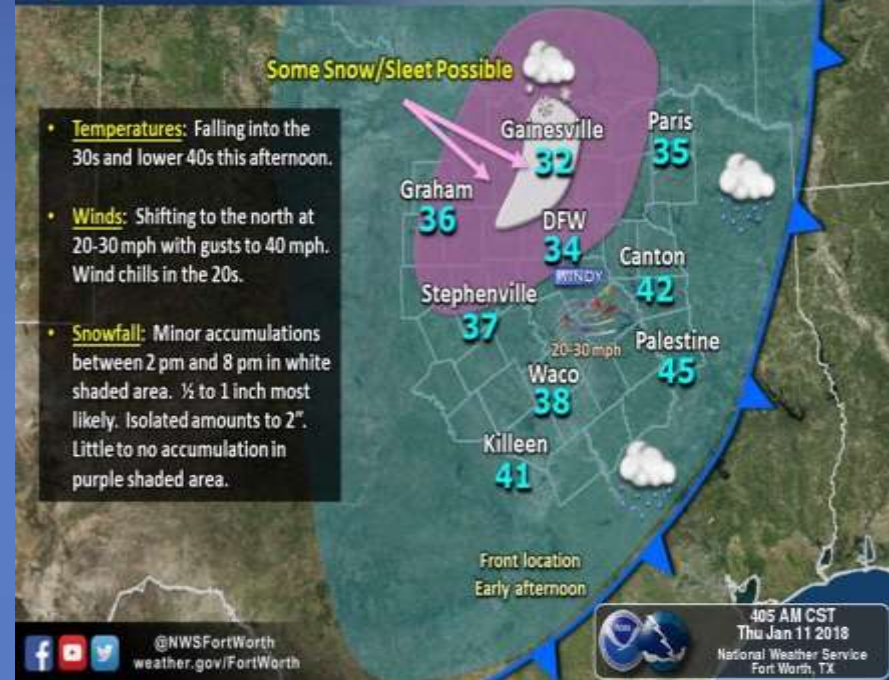 Some Snow/Sleet Possible
• Temperatures: Falling into the
30s and lower 40s this afternoon.
• Winds: Shifting to the north at
20-30 mph with gusts to 40 mph.
Wind chills in the 20s.
• Snowfall: Minor accumulations
between 2 pm and 8 pm in white
shaded area. ½ to 1 inch most
likely. Isolated amounts to 2”.
Little to no accumulation in
purple shaded area.
Gainesville
32
Paris
35
Graham
36
DFW
34
WINDY
Canton
42
Stephenville
37
20-30 mph
Palestine
45
Waco
38
Killeen
41
Front location
Early afternoon
@NWSFortWorth
weather.gov/FortWorth
405 AM CST
Thu Jan 11 2018
National Weather Service
Fort Worth, TX